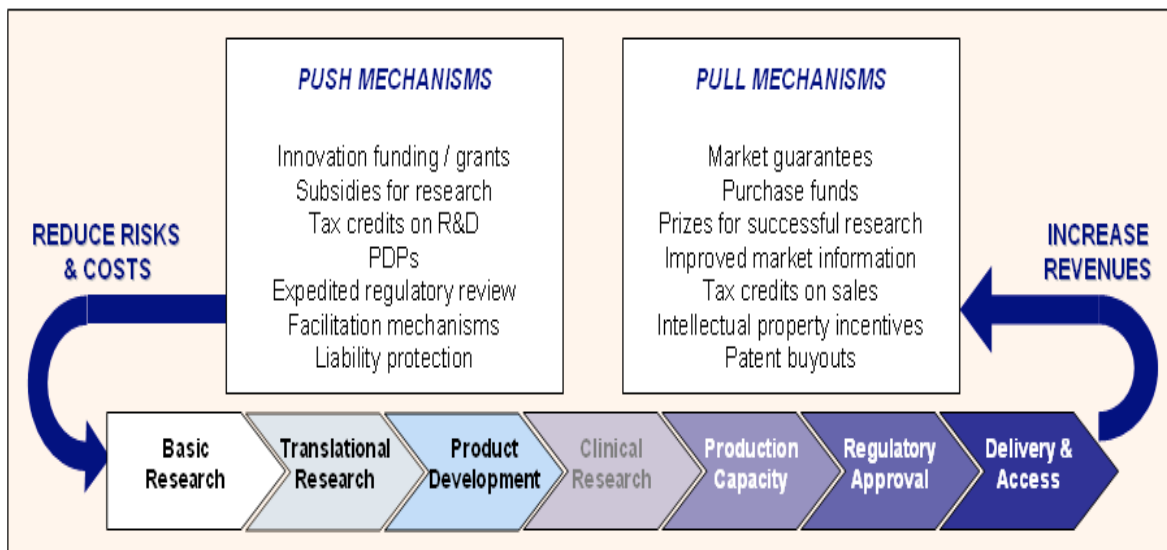 PUSH MECHANISMS
Innovation funding / grants
Subsidies for research
Tax credits on R&D
PDPs
Expedited regulatory review
Facilitation mechanisms
Liability protection
PULL MECHANISMS
Market guarantees
Purchase funds
Prizes for successful research
Improved market information
Tax credits on sales
Intellectual property incentives
Patent buyouts
REDUCE RISKS
& COSTS
INCREASE
REVENUES
Basic
Research
Translational
Research
Product
Development
Clinical
Research
Production
Capacity
Regulatory
Approval
Delivery &
Access